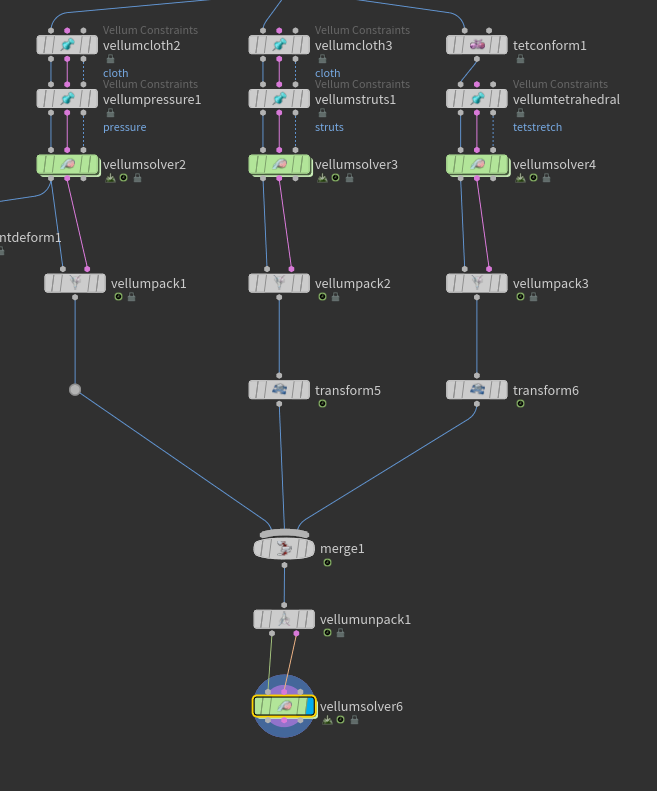 Vellum Constraints
vellumcloth2
cloth
Vellum Constraints
vellumcloth3
cloth
tetconform1
Vellum Constraints
vellumpressure1
pressure
Vellum Constraints
vellumstruts1
struts
Vellum Constraints
vellumtetrahedral
tetstretch
vellumsolver2
vellumsolver3
vellumsolver4
ntdeform1
vellumpack1
vellumpack2
vellumpack3
transform5
transform6
merge1
vellumunpack1
vellumsolver6